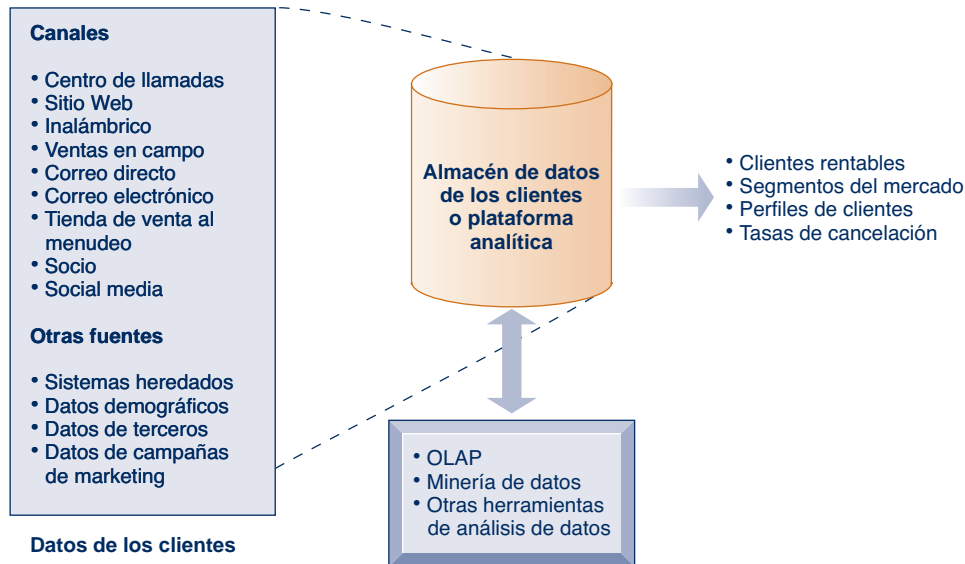 Canales
• Centro de llamadas
• Sitio Web
• Inalámbrico
• Ventas en campo
• Correo directo
• Correo electrónico
• Tienda de venta al
menudeo
• Socio
• Social media
Otras fuentes
• Sistemas heredados
• Datos demográficos
• Datos de terceros
• Datos de campañas
de marketing
Datos de los clientes
Almacén de datos
de los clientes
o plataforma
analítica
• Clientes rentables
• Segmentos del mercado
• Perfiles de clientes
• Tasas de cancelación
• OLAP
• Minería de datos
• Otras herramientas
de análisis de datos